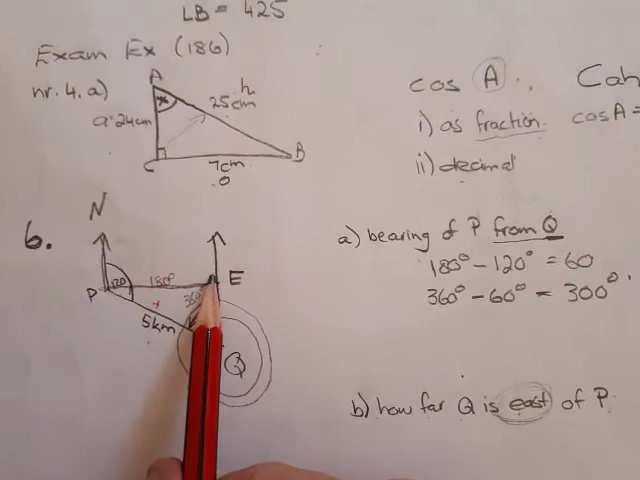 LB = 425
Exam Ex (186)
nr. 4. a)
A
x
h
25cm
a 24cm
C
7cm
B
O
cos A . . Cah
i) as fraction. cosA =
ii) decimal
6.
N
P
120
180°
E
360
5km
Q
a) bearing of P from Q
180° - 120° = 60
360° - 60° = 300°.
b) how far Q is east of P.